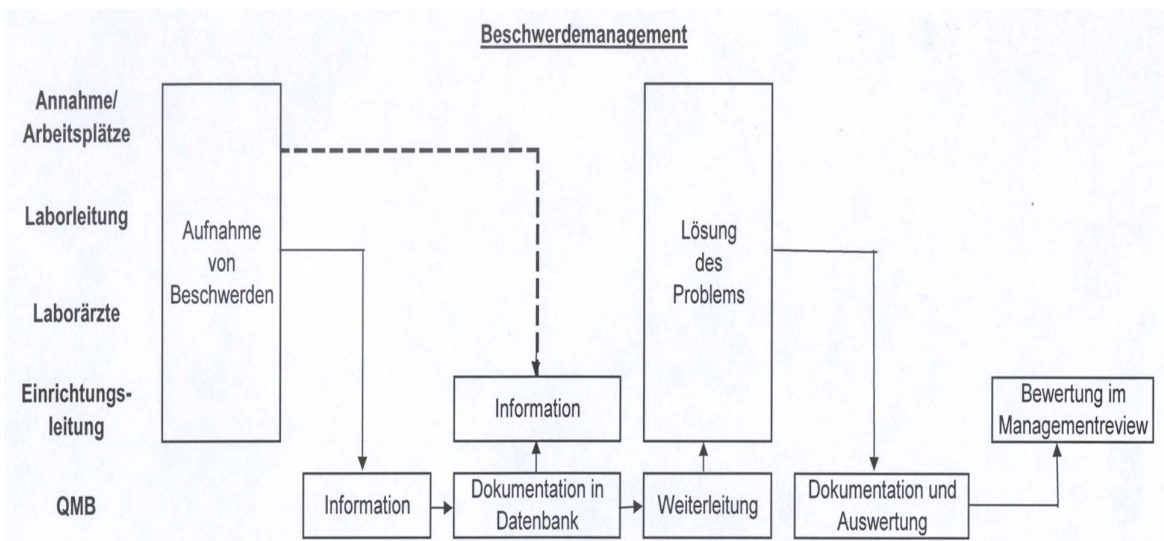 Beschwerdemanagement
Annahme/
Arbeitsplätze
Laborleitung
Laborärzte
Einrichtungs-
leitung
QMB
Aufnahme
von
Beschwerden
Information
Information
Dokumentation in
Datenbank
Weiterleitung
Lösung
des
Problems
Dokumentation und
Auswertung
Bewertung im
Managementreview